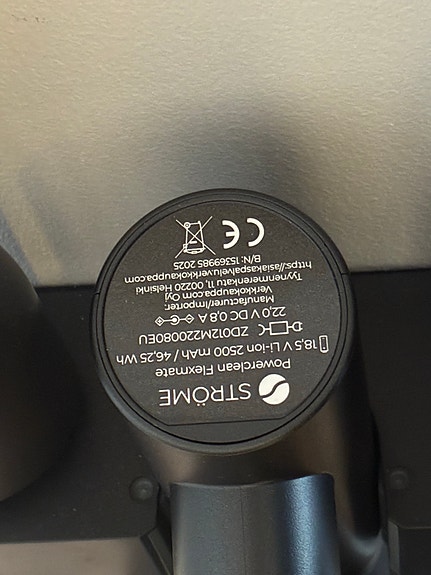 STRÖME
Powerclean Flexmate
18,5 V Li-ion 2500 mAh / 46,25 Wh
ZD012M220080EU
22,0 V DC 0,8 A
Manufacturer/Importer:
Verkkokauppa.com Oyj
Tyynenmerenkatu 11, 00220 Helsinki
https://asiakaspalvelu.verkkokauppa.com
B/N: 15369985 2025
CE